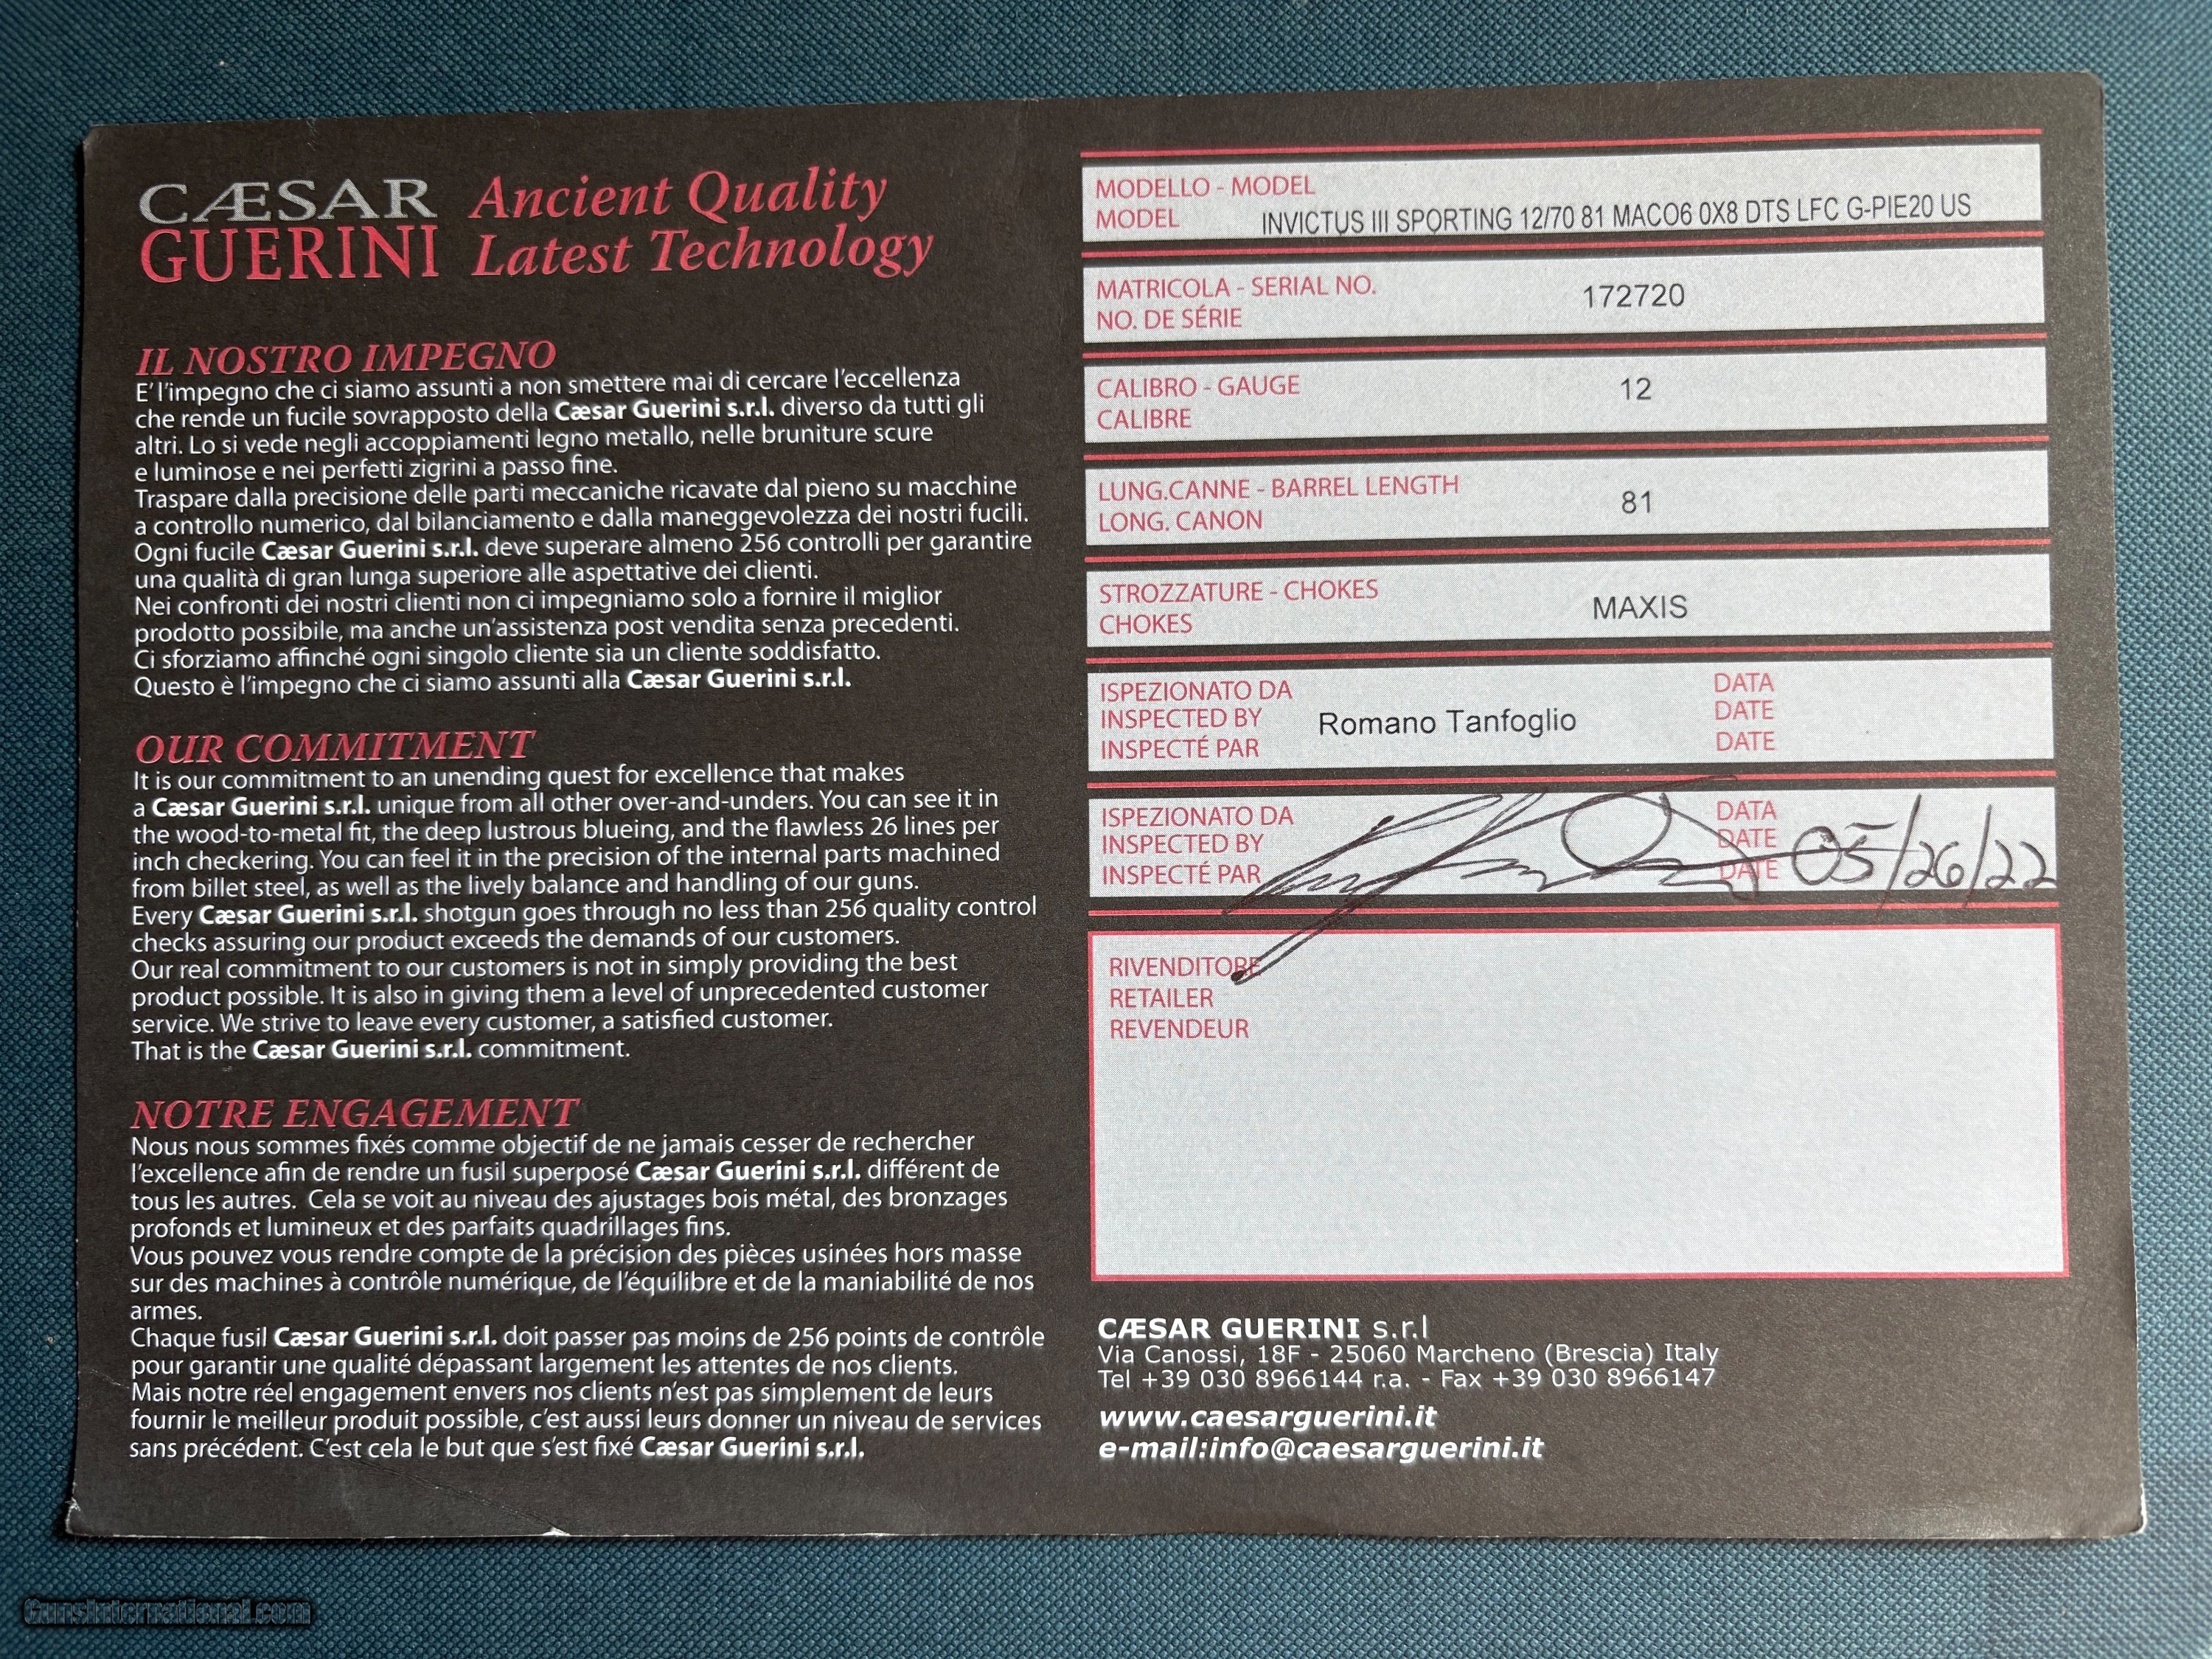 CÆSAR
GUERINI
Ancient Quality
Latest Technology
IL NOSTRO IMPEGNO
E' l'impegno che ci siamo assunti a non smettere mai di cercare l'eccellenza
che rende un fucile sovrapposto della Cæsar Guerini s.r.l. diverso da tutti gli
altri. Lo si vede negli accoppiamenti legno metallo, nelle bruniture scure
e luminose e nei perfetti zigrini a passo fine.
Traspare dalla precisione delle parti meccaniche ricavate dal pieno su macchine
a controllo numerico, dal bilanciamento e dalla maneggevolezza dei nostri fucili.
Ogni fucile Cæsar Guerini s.r.l. deve superare almeno 256 controlli per garantire
una qualità di gran lunga superiore alle aspettative dei clienti.
Nei confronti dei nostri clienti non ci impegniamo solo a fornire il miglior
prodotto possibile, ma anche un'assistenza post vendita senza precedenti.
Ci sforziamo affinché ogni singolo cliente sia un cliente soddisfatto.
Questo è l'impegno che ci siamo assunti alla Cæsar Guerini s.r.l.
OUR COMMITMENT
It is our commitment to an unending quest for excellence that makes
a Cæsar Guerini s.r.l. unique from all other over-and-unders. You can see it in
the wood-to-metal fit, the deep lustrous blueing, and the flawless 26 lines per
inch checkering. You can feel it in the precision of the internal parts machined
from billet steel, as well as the lively balance and handling of our guns.
Every Cæsar Guerini s.r.l. shotgun goes through no less than 256 quality control
checks assuring our product exceeds the demands of our customers.
Our real commitment to our customers is not in simply providing the best
product possible. It is also in giving them a level of unprecedented customer
service. We strive to leave every customer, a satisfied customer.
That is the Cæsar Guerini s.r.l. commitment.
NOTRE ENGAGEMENT
Nous nous sommes fixés comme objectif de ne jamais cesser de rechercher
l'excellence afin de rendre un fusil superposé Cæsar Guerini s.r.l. différent de
tous les autres. Cela se voit au niveau des ajustages bois métal, des bronzages
profonds et lumineux et des parfaits quadrillages fins.
Vous pouvez vous rendre compte de la précision des pièces usinées hors masse
sur des machines à contrôle numérique, de l'équilibre et de la maniabilité de nos
armes.
Chaque fusil Cæsar Guerini s.r.l. doit passer pas moins de 256 points de contrôle
pour garantir une qualité dépassant largement les attentes de nos clients.
Mais notre réel engagement envers nos clients n'est pas simplement de leurs
fournir le meilleur produit possible, c'est aussi leurs donner un niveau de services
sans précédent. C'est cela le but que s'est fixé Cæsar Guerini s.r.l.
MODELLO - MODEL
MODEL INVICTUS III SPORTING 12/70 81 MACO6 0X8 DTS LFC G-PIE20 US
MATRICOLA - SERIAL NO.
NO. DE SÉRIE 172720
CALIBRO - GAUGE
CALIBRE 12
LUNG.CANNE - BARREL LENGTH
LONG. CANON 81
STROZZATURE - CHOKES
CHOKES MAXIS
ISPEZIONATO DA
INSPECTED BY
INSPECTÉ PAR
Romano Tanfoglio
DATA
DATE
DATE
ISPEZIONATO DA
INSPECTED BY
INSPECTÉ PAR
DATA
DATE
DATE
05/26/22
RIVENDITORE
RETAILER
REVENDEUR
CÆSAR GUERINI s.r.l
Via Canossi, 18F - 25060 Marcheno (Brescia) Italy
Tel +39 030 8966144 r.a. - Fax +39 030 8966147
www.caesarguerini.it
e-mail:info@caesarguerini.it
GunsInternational.com